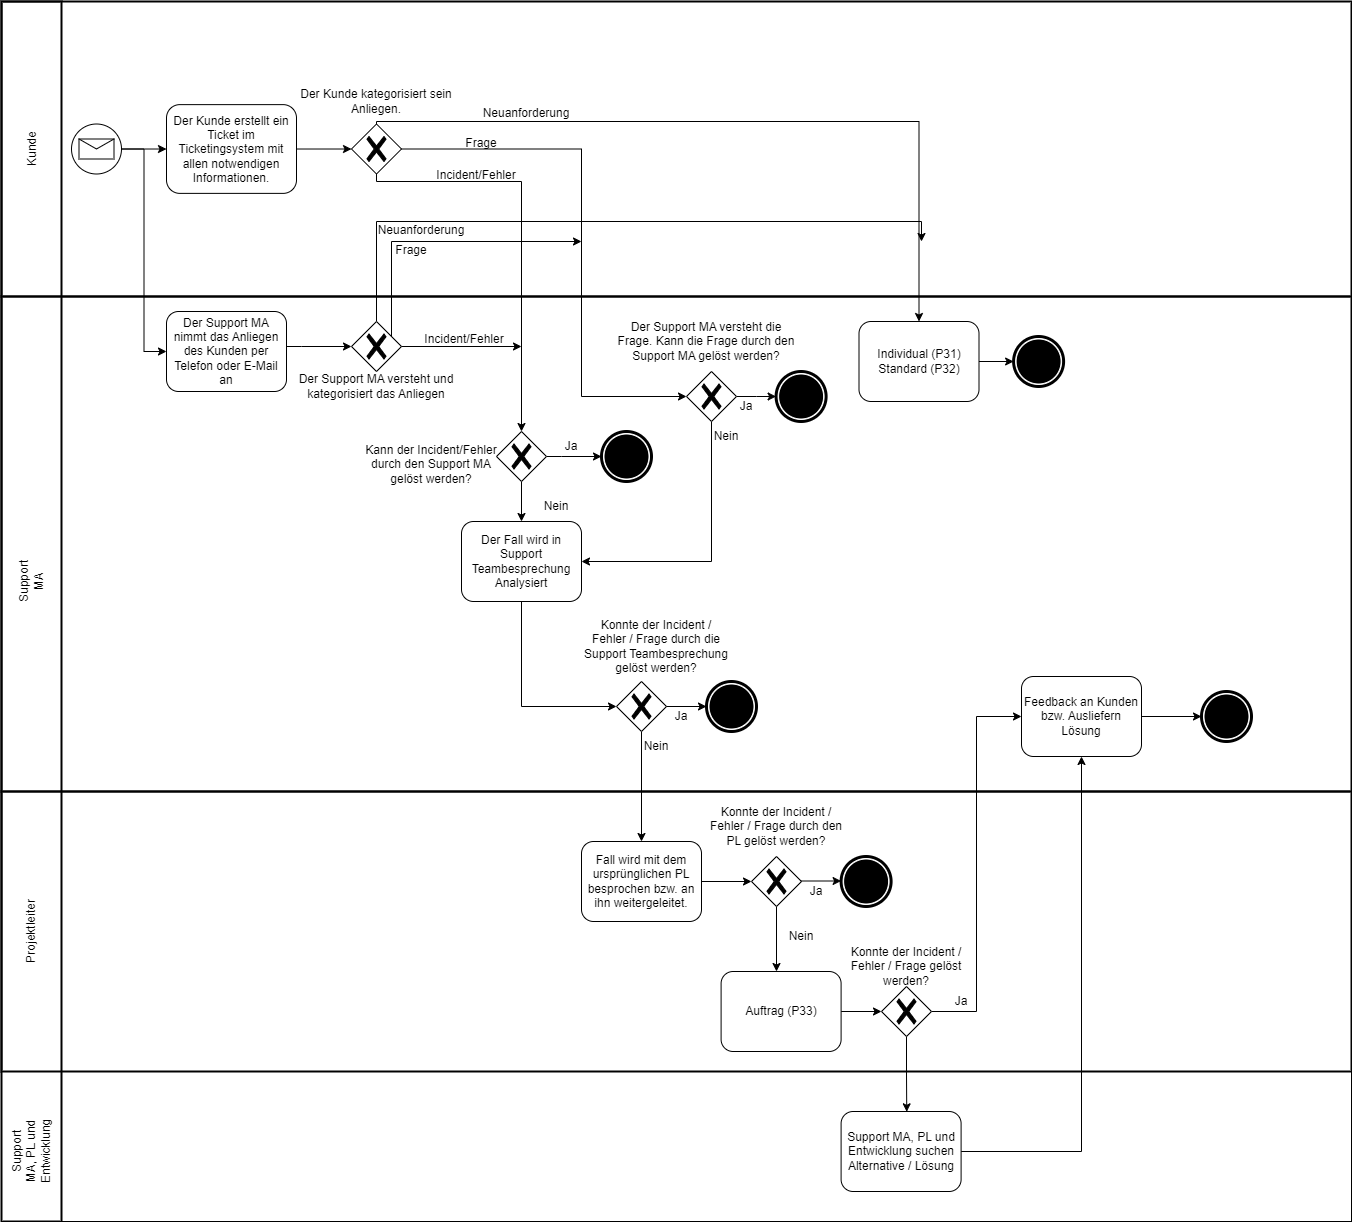 Kunde
Der Kunde erstellt ein
Ticket im
Ticketingsystem mit
allen notwendigen
Informationen.
Der Kunde kategorisiert sein
Anliegen.
Neuanforderung
Frage
Incident/Fehler
Neuanforderung
Frage
Support
MA
Der Support MA
nimmt das Anliegen
des Kunden per
Telefon oder E-Mail
an
Incident/Fehler
Der Support MA versteht und
kategorisiert das Anliegen
Der Support MA versteht die
Frage. Kann die Frage durch den
Support MA gelöst werden?
Ja
Nein
Individual (P31)
Standard (P32)
Kann der Incident/Fehler
durch den Support MA
gelöst werden?
Ja
Nein
Der Fall wird in
Support
Teambesprechung
Analysiert
Konnte der Incident /
Fehler / Frage durch die
Support Teambesprechung
gelöst werden?
Ja
Nein
Feedback an Kunden
bzw. Ausliefern
Lösung
Projektleiter
Fall wird mit dem
ursprünglichen PL
besprochen bzw. an
ihn weitergeleitet.
Konnte der Incident /
Fehler / Frage durch den
PL gelöst werden?
Ja
Nein
Auftrag (P33)
Konnte der Incident /
Fehler / Frage gelöst
werden?
Ja
Support
MA, PL und
Entwicklung
Support MA, PL und
Entwicklung suchen
Alternative / Lösung